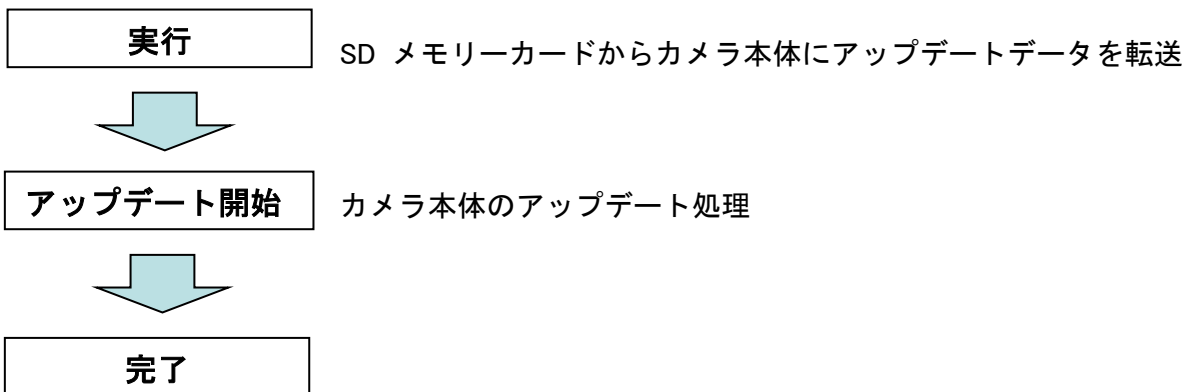 実行
SD メモリーカードからカメラ本体にアップデートデータを転送
アップデート開始
カメラ本体のアップデート処理
完了